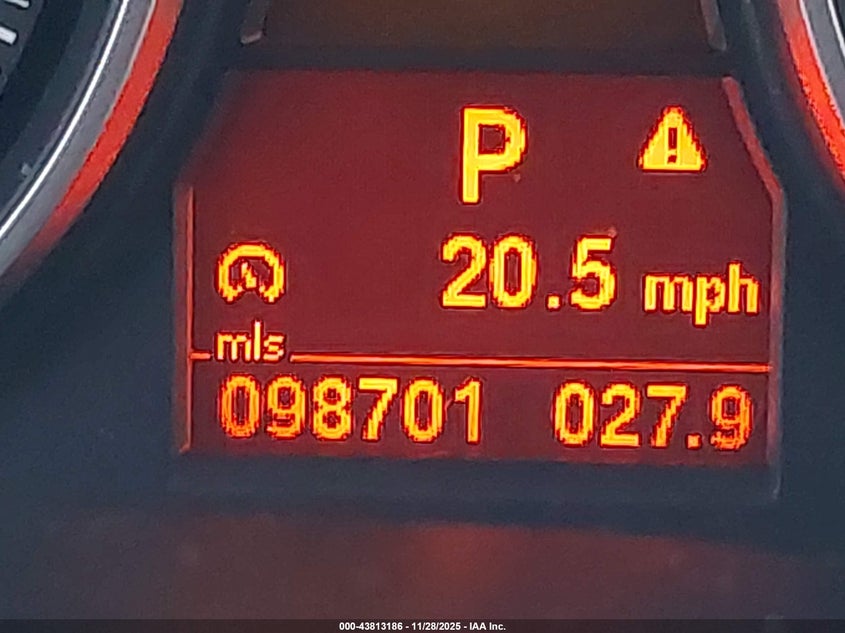 P
20.5 mph
mls
098701 027.9
000-43813186 - 11/28/2025 - IAA Inc.